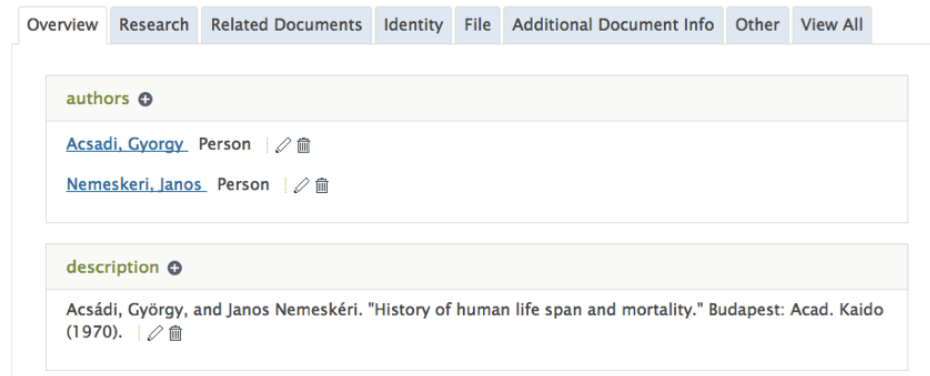 Overview Research Related Documents Identity File Additional Document Info Other View All
authors
Acsadi, Gyorgy Person
Nemeskeri, Janos Person
description
Acsádi, György, and Janos Nemeskéri. "History of human life span and mortality." Budapest: Acad. Kaido
(1970).